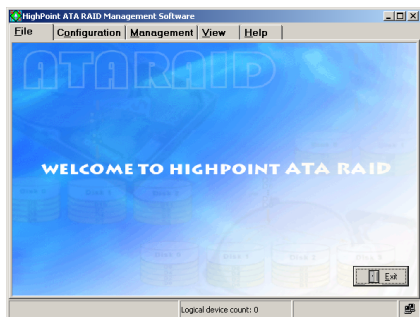 HighPoint ATA RAID Management Software
File Configuration Management View Help
ATARAID
WELCOME TO HIGHPOINT ATA RAID
Exit
Logical device count: 0